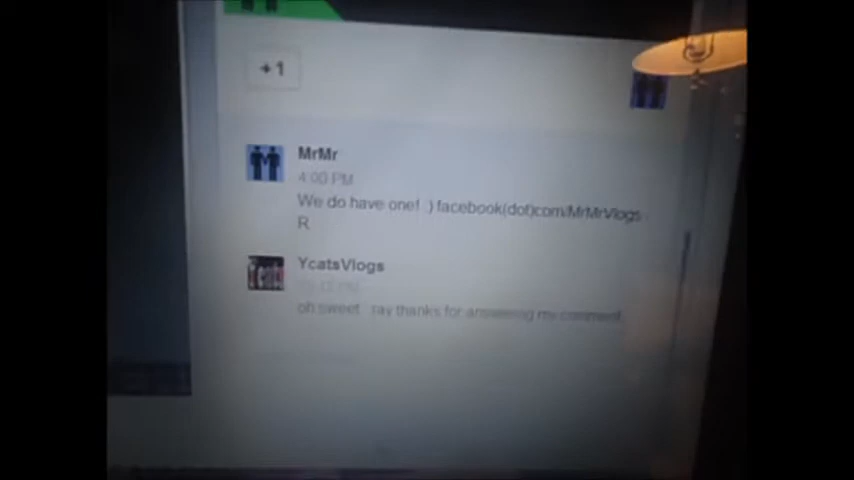 +1
MrMr
4:00 PM
We do have one! :) facebook(dot)com/MrMrVlogs
R
YcatsVlogs
oh sweet ray thanks for answering my comment